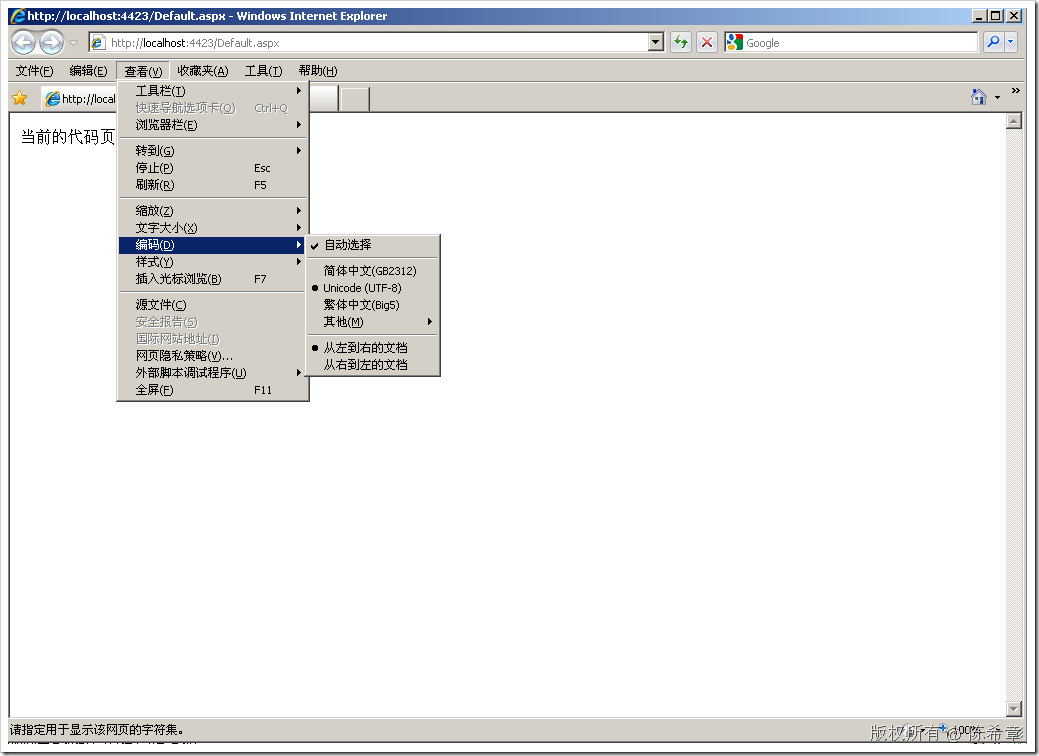 http://localhost:4423/Default.aspx - Windows Internet Explorer
http://localhost:4423/Default.aspx
Google
文件(F) 编辑(E) 查看(V) 收藏夹(A) 工具(T) 帮助(H)
http://local
当前的代码页
工具栏(T)
快速导航选项卡(Q) Ctrl+Q
浏览器栏(E)
转到(G)
停止(P) Esc
刷新(R) F5
缩放(Z)
文字大小(X)
编码(D)
样式(Y)
插入光标浏览(B) F7
源文件(C)
安全报告(S)
国际网站地址(I)
网页隐私策略(V)...
外部脚本调试程序(U)
全屏(F) F11
自动选择
简体中文(GB2312)
Unicode (UTF-8)
繁体中文(Big5)
其他(M)
从左到右的文档
从右到左的文档
请指定用于显示该网页的字符集。
100%
版权所有 @ 陈希章